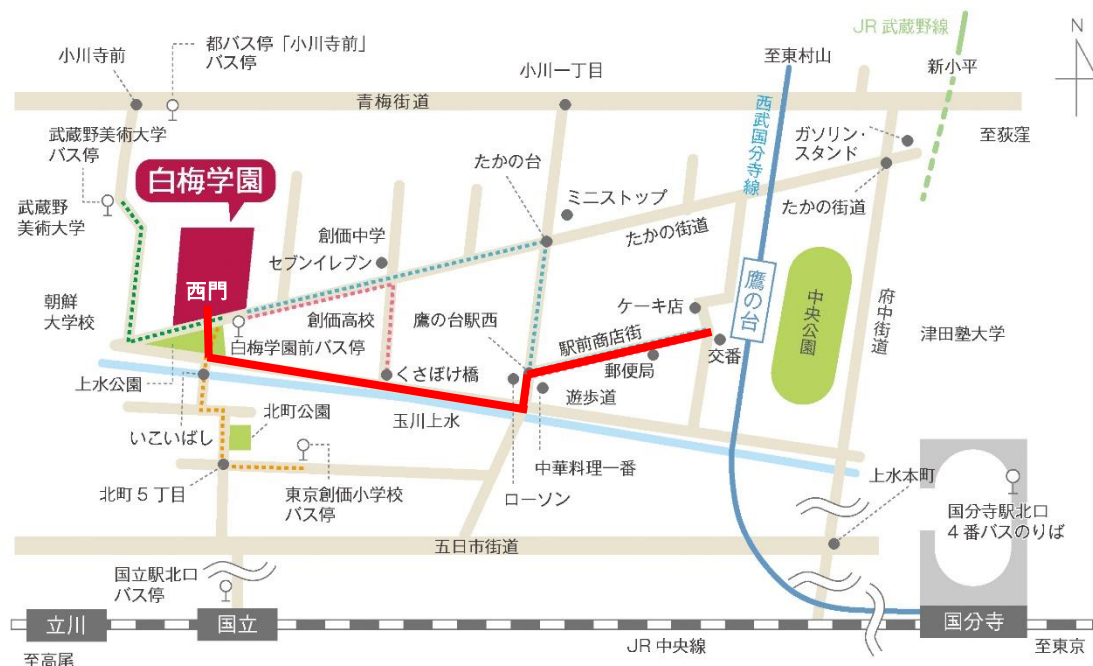 JR 武蔵野線
N
都バス停「小川寺前」
バス停
小川寺前
小川一丁目
至東村山
新小平
青梅街道
西武国分寺線
ガソリン・
スタンド
至荻窪
武蔵野美術大学
バス停
白梅学園
たかの台
ミニストップ
武蔵野
美術大学
創価中学
セブンイレブン
たかの街道
たかの街道
西門
朝鮮
大学校
創価高校
鷹の台駅西
ケーキ店
鷹の台
中央公園
府中街道
津田塾大学
白梅学園前バス停
駅前商店街
交番
郵便局
上水公園
くさぼけ橋
遊歩道
北町公園
玉川上水
いこいばし
中華料理一番
上水本町
北町5丁目
東京創価小学校
バス停
ローソン
国分寺駅北口
4番バスのりば
五日市街道
国立駅北口
バス停
立川
国立
国分寺
JR 中央線
至高尾
至東京